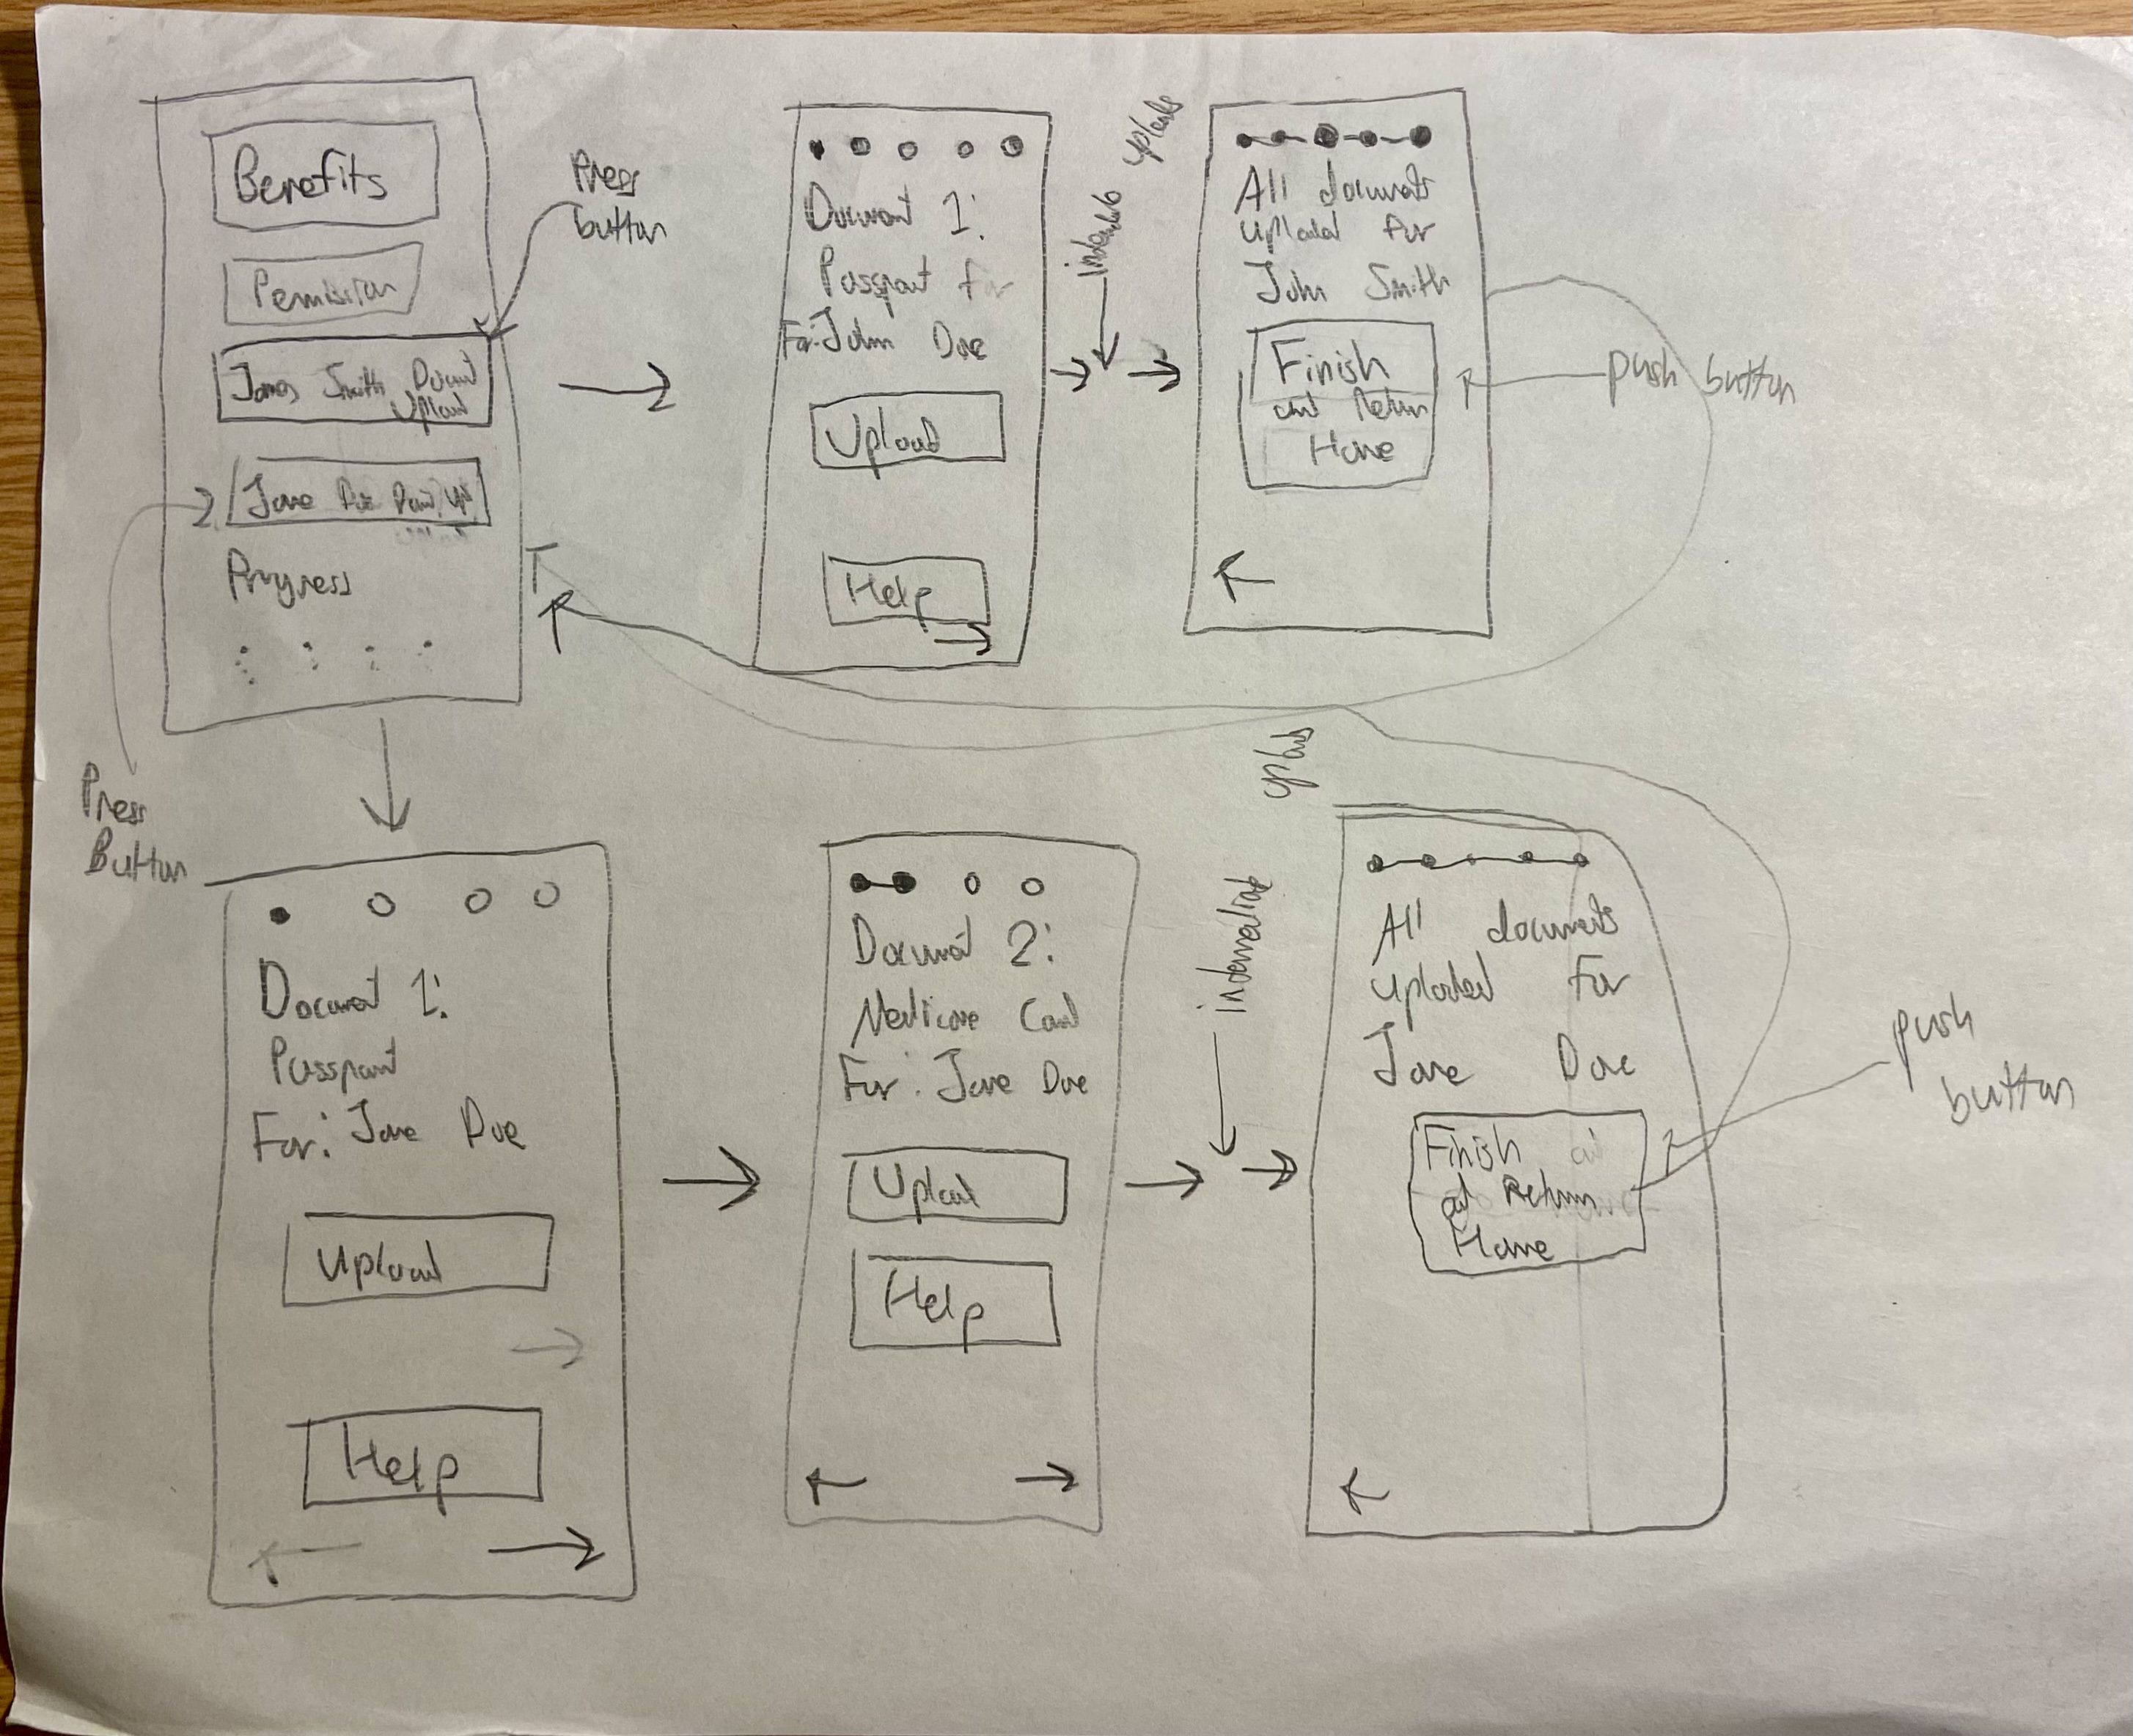 Benefits
Permission
James Smith Document
Upload
Jane Doe
Progress
Press
button
Press
Button
Document 1:
Passport for
For: John Doe
Upload
Help
intermediate
uploads
All documents
uploaded for
John Smith
Finish
and Return
Home
push button
Document 1:
Passport
For: Jane Doe
Upload
Help
Document 2:
Medicare Card
For: Jane Doe
Upload
Help
intermediate
uploads
All documents
uploaded for
Jane Doe
Finish
and Return
Home
push
button